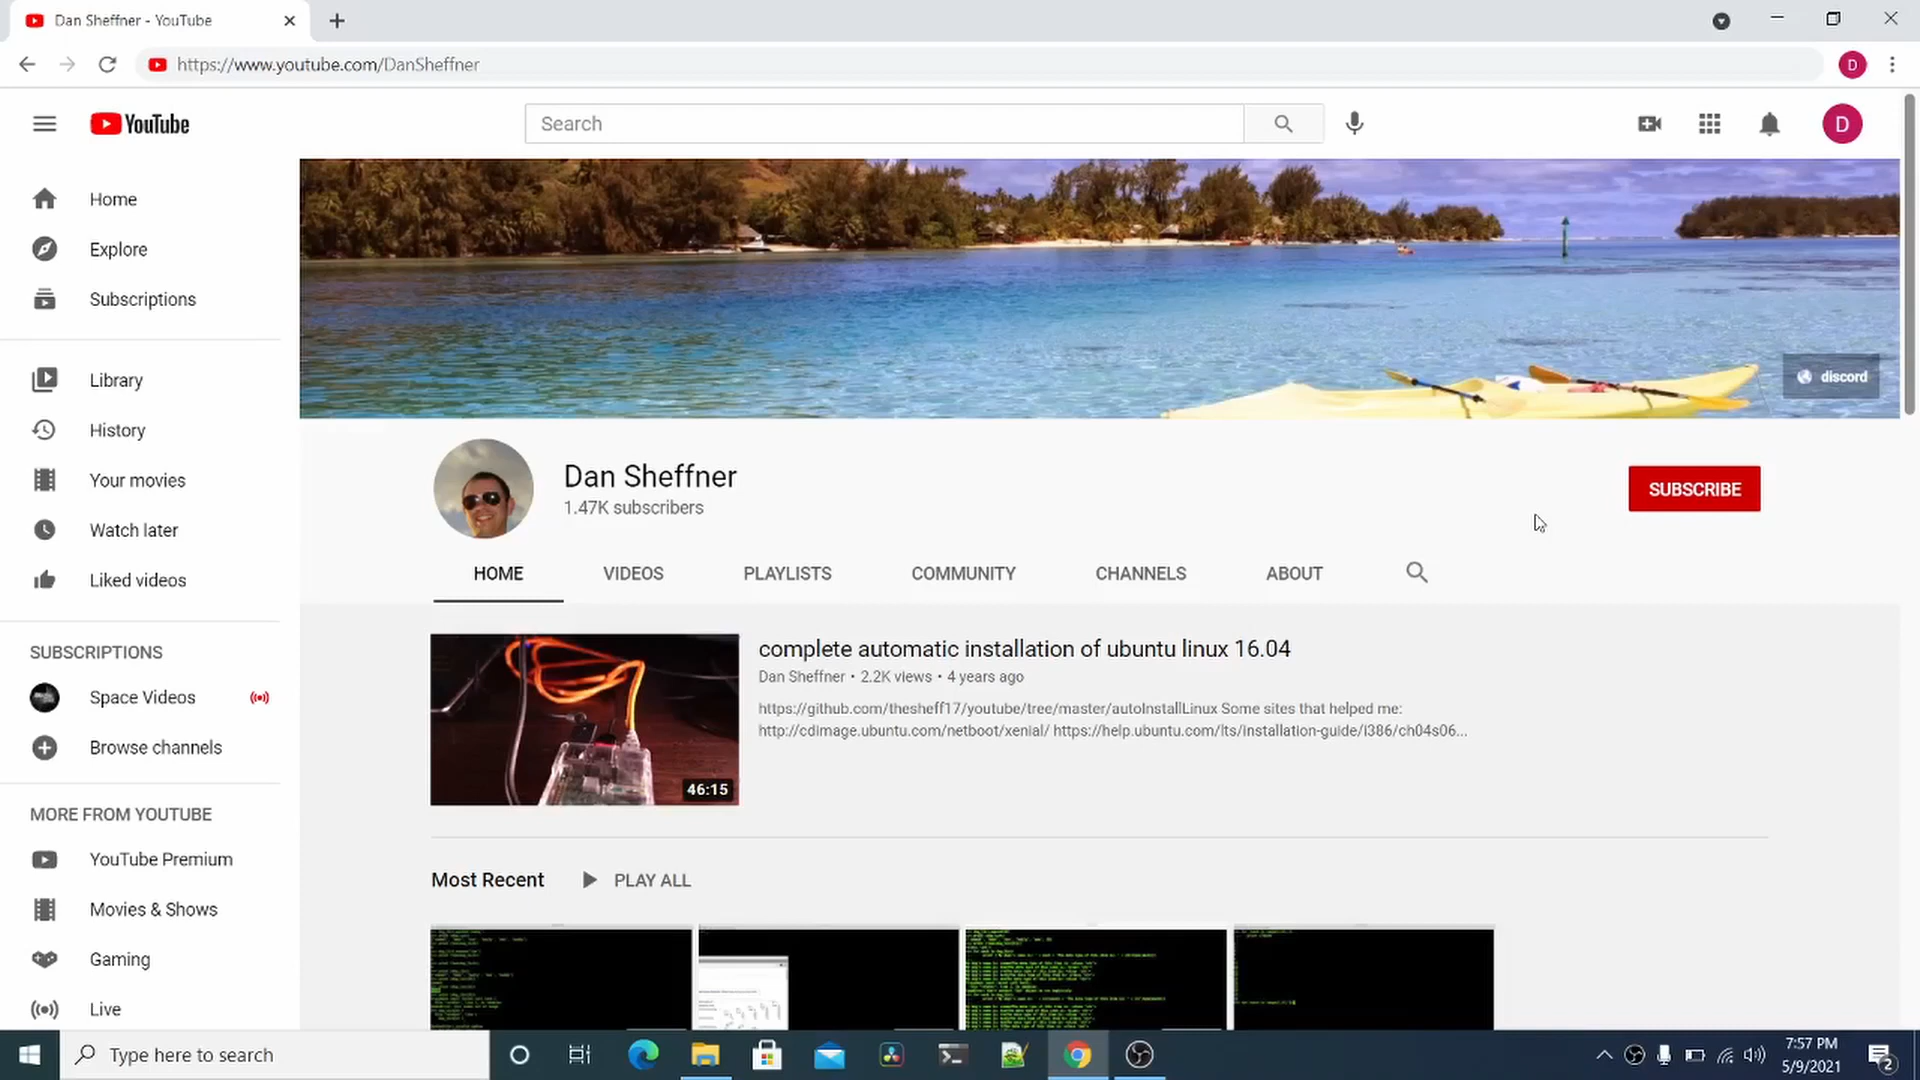 Dan Sheffner - YouTube
https://www.youtube.com/DanSheffner
D
YouTube
Search
D
Home
Explore
Subscriptions
Library
History
Your movies
Watch later
Liked videos
SUBSCRIPTIONS
Space Videos
Browse channels
MORE FROM YOUTUBE
YouTube Premium
Movies & Shows
Gaming
Live
discord
Dan Sheffner
1.47K subscribers
SUBSCRIBE
HOME VIDEOS PLAYLISTS COMMUNITY CHANNELS ABOUT
complete automatic installation of ubuntu linux 16.04
Dan Sheffner • 2.2K views • 4 years ago
https://github.com/thesheff17/youtube/tree/master/autoInstallLinux Some sites that helped me:
http://cdimage.ubuntu.com/netboot/xenial/ https://help.ubuntu.com/lts/installation-guide/i386/ch04s06...
46:15
Most Recent PLAY ALL
Type here to search
7:57 PM
5/9/2021
2